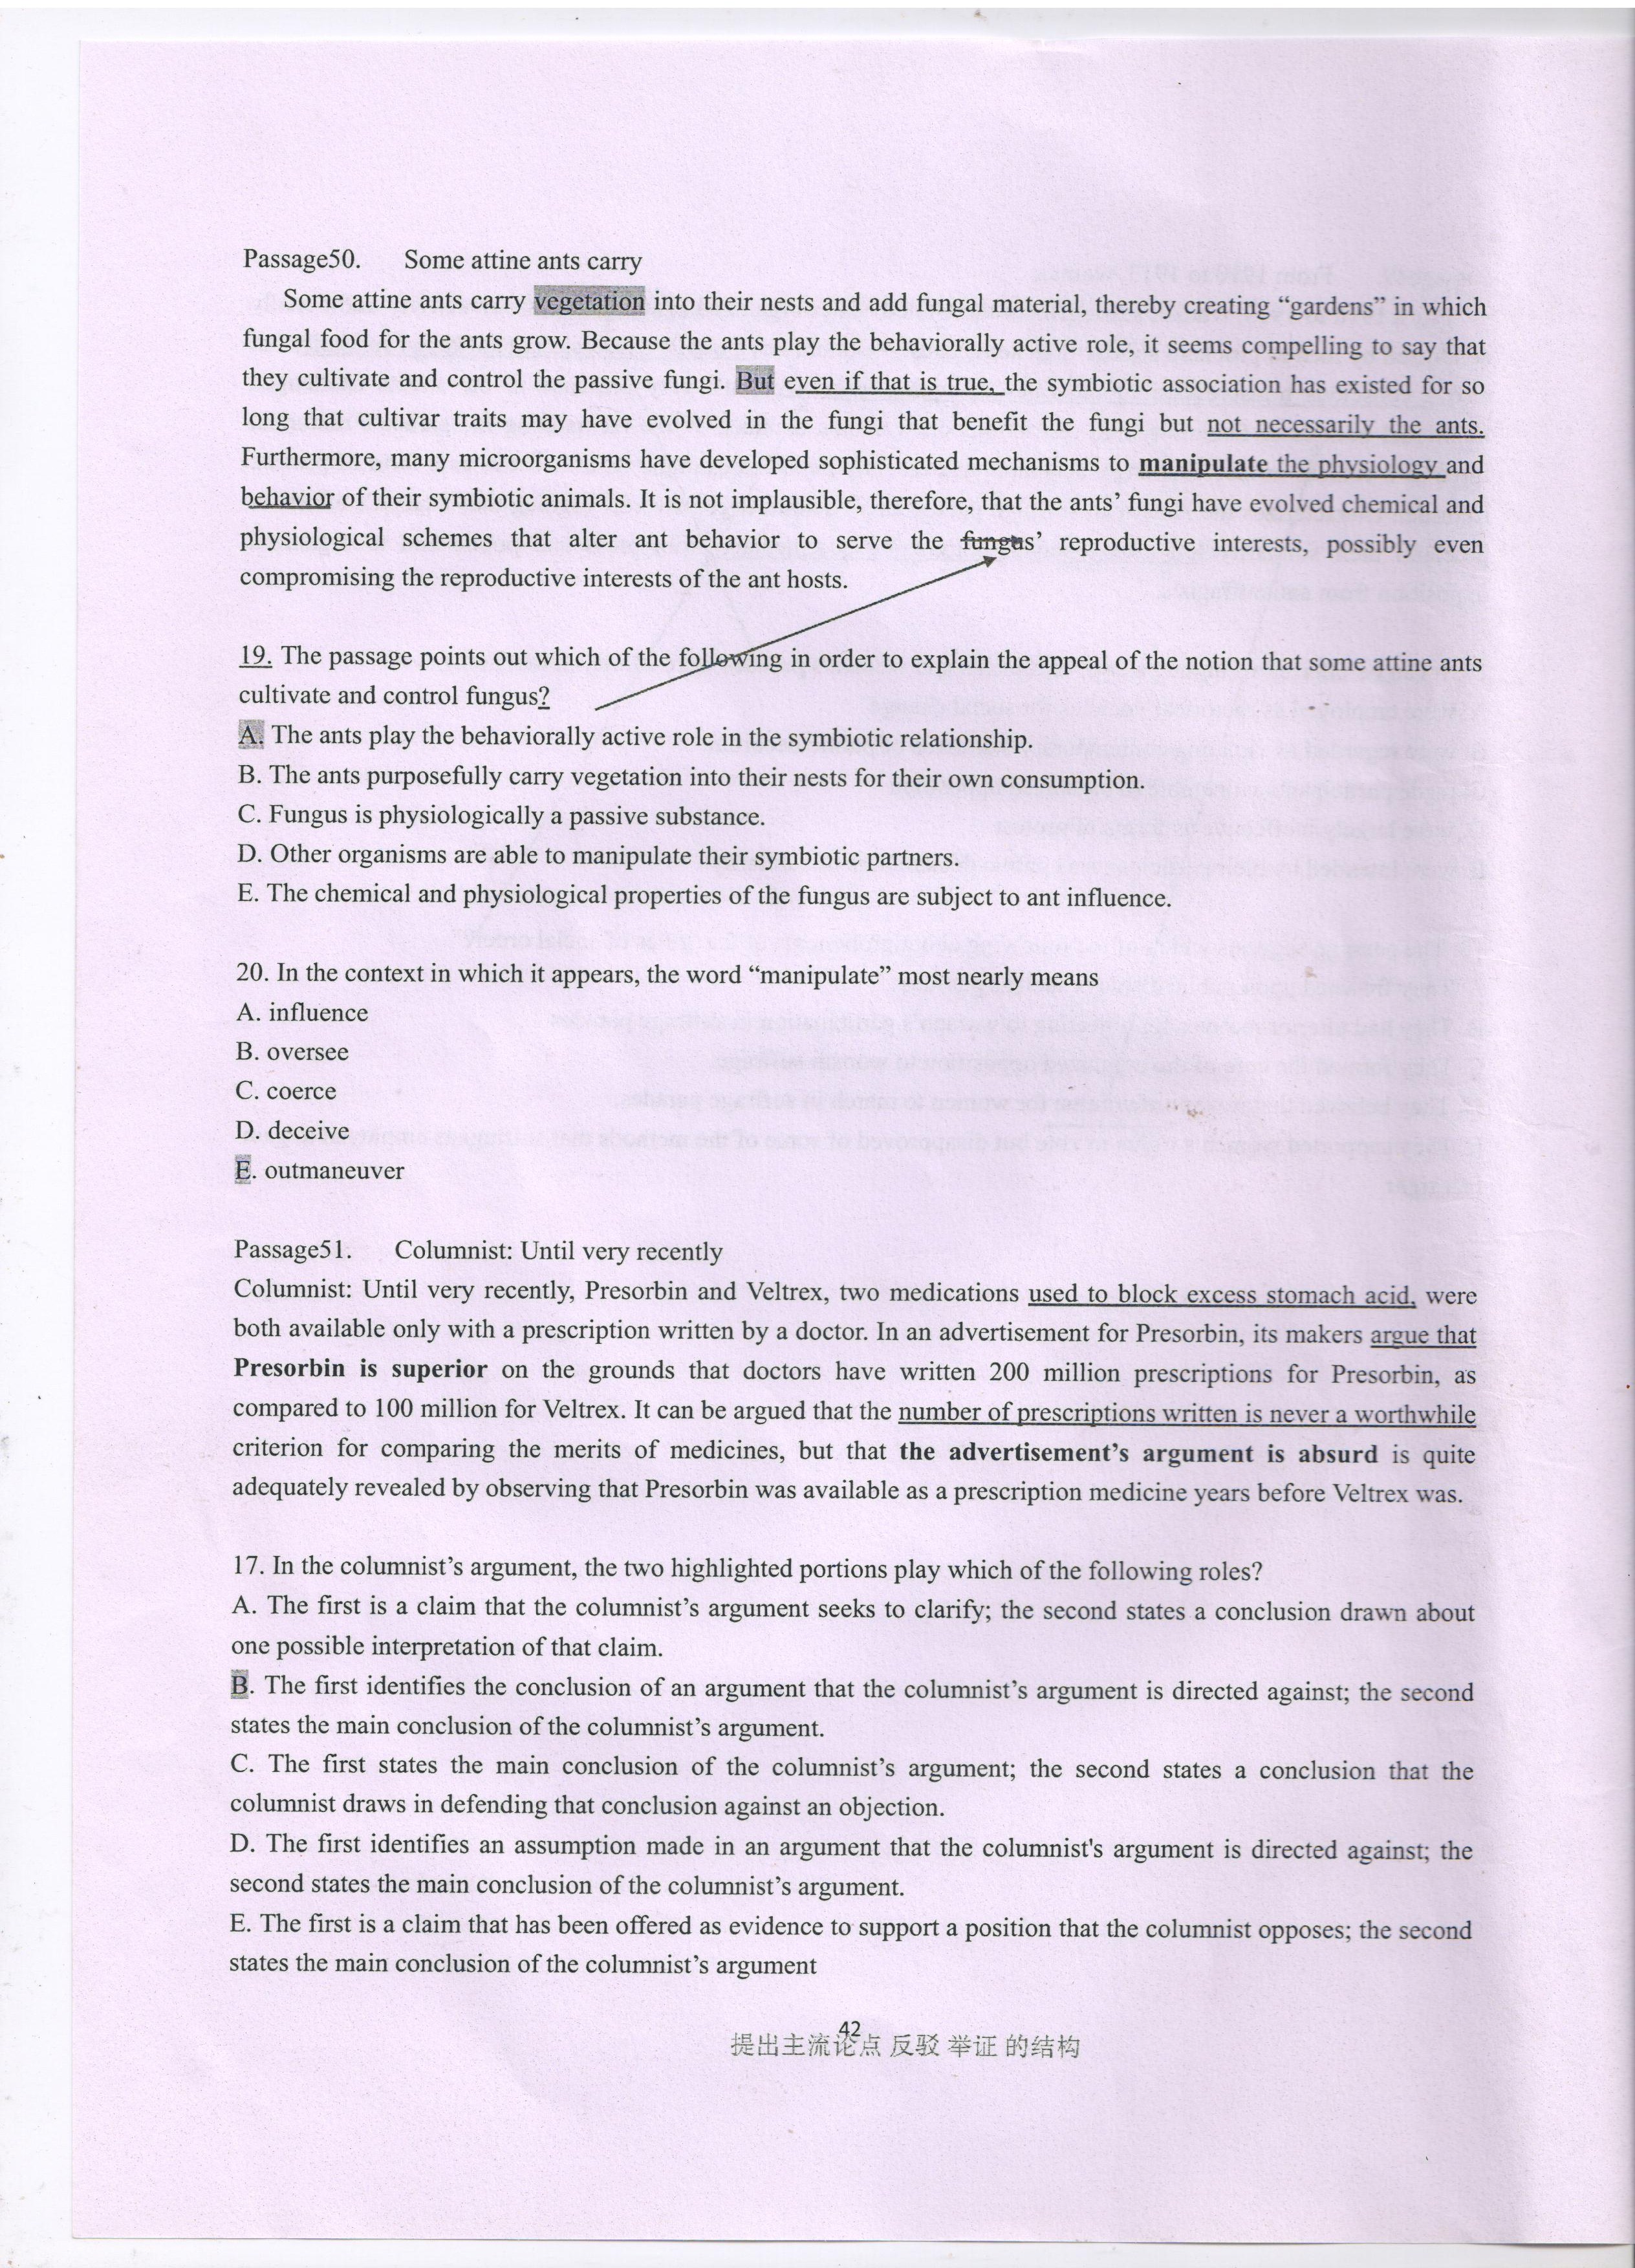 Passage50. Some attine ants carry
Some attine ants carry vegetation into their nests and add fungal material, thereby creating “gardens” in which
fungal food for the ants grow. Because the ants play the behaviorally active role, it seems compelling to say that
they cultivate and control the passive fungi. But even if that is true, the symbiotic association has existed for so
long that cultivar traits may have evolved in the fungi that benefit the fungi but not necessarily the ants.
Furthermore, many microorganisms have developed sophisticated mechanisms to manipulate the physiology and
behavior of their symbiotic animals. It is not implausible, therefore, that the ants’ fungi have evolved chemical and
physiological schemes that alter ant behavior to serve the fungus’ reproductive interests, possibly even
compromising the reproductive interests of the ant hosts.
19. The passage points out which of the following in order to explain the appeal of the notion that some attine ants
cultivate and control fungus?
A. The ants play the behaviorally active role in the symbiotic relationship.
B. The ants purposefully carry vegetation into their nests for their own consumption.
C. Fungus is physiologically a passive substance.
D. Other organisms are able to manipulate their symbiotic partners.
E. The chemical and physiological properties of the fungus are subject to ant influence.
20. In the context in which it appears, the word “manipulate” most nearly means
A. influence
B. oversee
C. coerce
D. deceive
E. outmaneuver
Passage51. Columnist: Until very recently
Columnist: Until very recently, Presorbin and Veltrex, two medications used to block excess stomach acid, were
both available only with a prescription written by a doctor. In an advertisement for Presorbin, its makers argue that
Presorbin is superior on the grounds that doctors have written 200 million prescriptions for Presorbin, as
compared to 100 million for Veltrex. It can be argued that the number of prescriptions written is never a worthwhile
criterion for comparing the merits of medicines, but that the advertisement’s argument is absurd is quite
adequately revealed by observing that Presorbin was available as a prescription medicine years before Veltrex was.
17. In the columnist’s argument, the two highlighted portions play which of the following roles?
A. The first is a claim that the columnist’s argument seeks to clarify; the second states a conclusion drawn about
one possible interpretation of that claim.
B. The first identifies the conclusion of an argument that the columnist’s argument is directed against; the second
states the main conclusion of the columnist’s argument.
C. The first states the main conclusion of the columnist’s argument; the second states a conclusion that the
columnist draws in defending that conclusion against an objection.
D. The first identifies an assumption made in an argument that the columnist's argument is directed against; the
second states the main conclusion of the columnist’s argument.
E. The first is a claim that has been offered as evidence to support a position that the columnist opposes; the second
states the main conclusion of the columnist’s argument
42
提出主流论点 反驳 举证 的结构